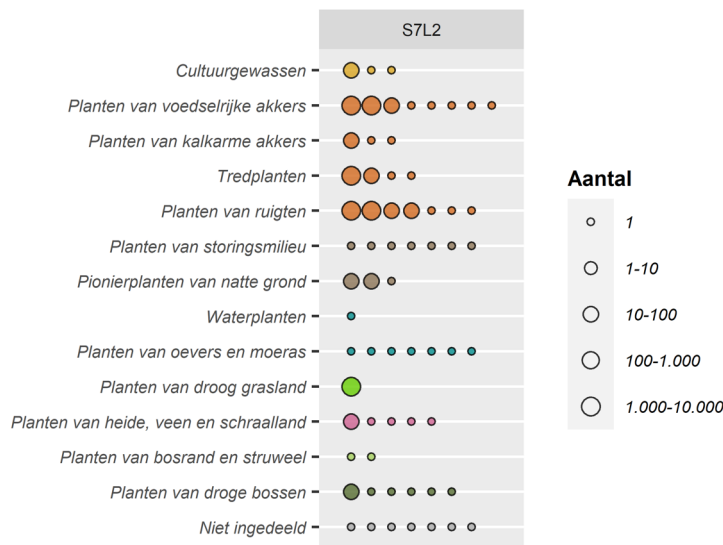 S7L2
Cultuurgewassen
Planten van voedselrijke akkers
Planten van kalkarme akkers
Tredplanten
Planten van ruigten
Planten van storingsmilieu
Pionierplanten van natte grond
Waterplanten
Planten van oevers en moeras
Planten van droog grasland
Planten van heide, veen en schraalland
Planten van bosrand en struweel
Planten van droge bossen
Niet ingedeeld
Aantal
1
1-10
10-100
100-1.000
1.000-10.000